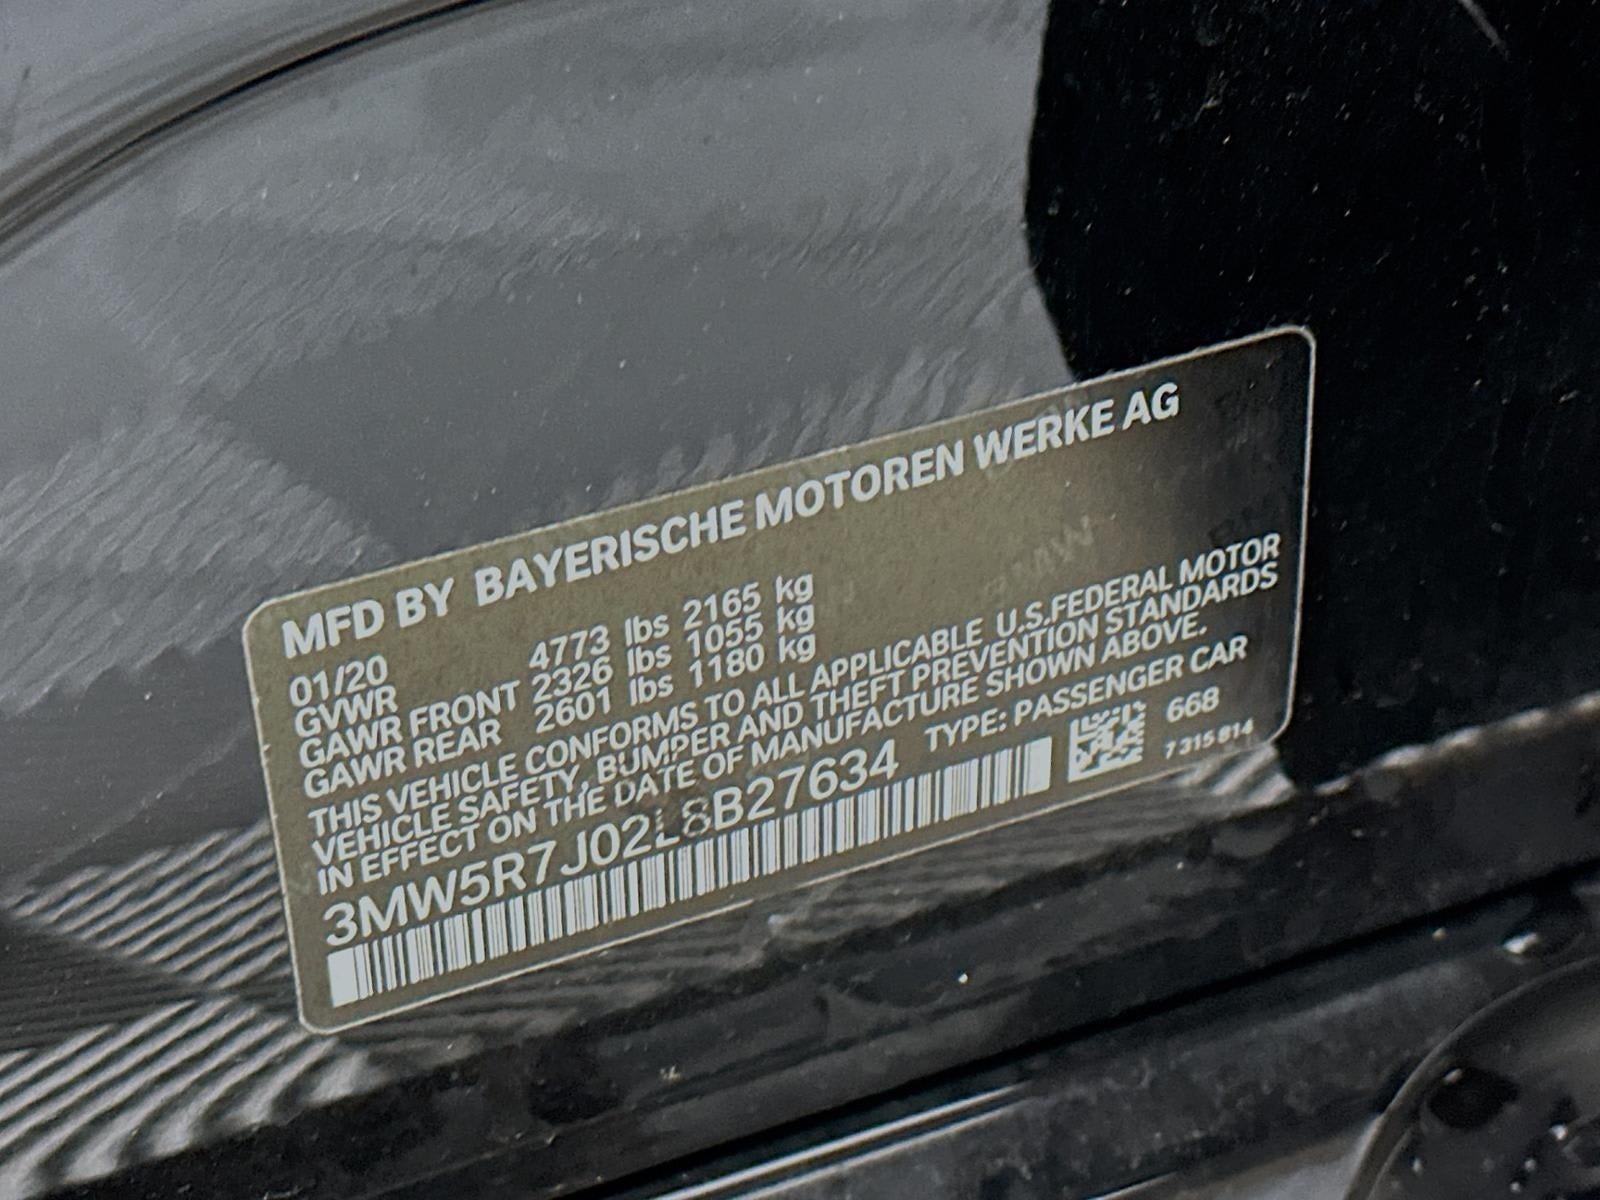 MFD BY BAYERISCHE MOTOREN WERKE AG
01/20
GVWR 4773 lbs 2165 kg
GAWR FRONT 2326 lbs 1055 kg
GAWR REAR 2601 lbs 1180 kg
THIS VEHICLE CONFORMS TO ALL APPLICABLE U.S.FEDERAL MOTOR
VEHICLE SAFETY, BUMPER AND THEFT PREVENTION STANDARDS
IN EFFECT ON THE DATE OF MANUFACTURE SHOWN ABOVE.
3MW5R7J02L8B27634 TYPE: PASSENGER CAR
668
7 315 814
BMW